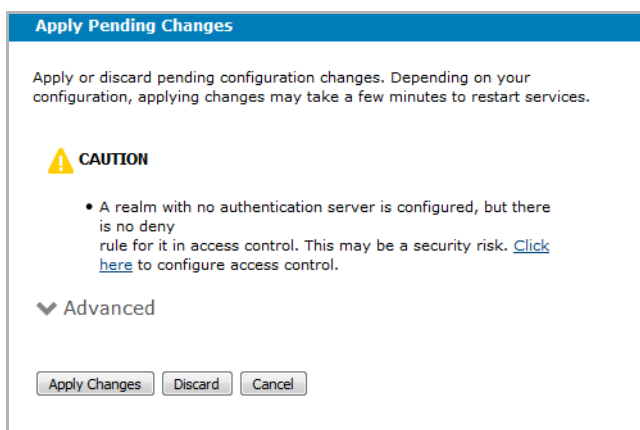 Apply Pending Changes
Apply or discard pending configuration changes. Depending on your
configuration, applying changes may take a few minutes to restart services.
CAUTION
• A realm with no authentication server is configured, but there
is no deny
rule for it in access control. This may be a security risk. Click
here to configure access control.
Advanced
Apply Changes Discard Cancel